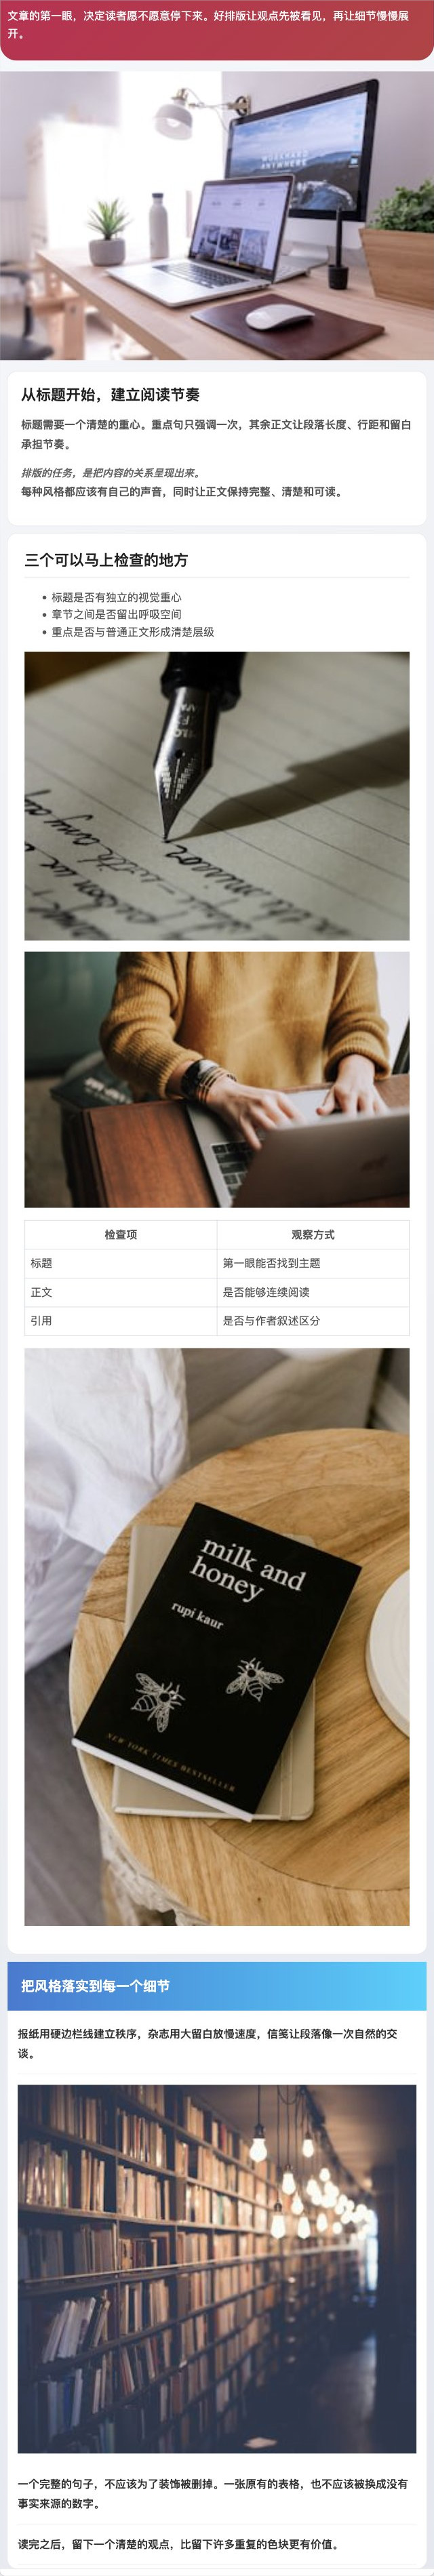 文章的第一眼，决定读者愿不愿意停下来。好排版让观点先被看见，再让细节慢慢展
开。
WORK HARD
ANYWHERE
从标题开始，建立阅读节奏
标题需要一个清楚的重心。重点句只强调一次，其余正文让段落长度、行距和留白
承担节奏。
排版的任务，是把内容的关系呈现出来。
每种风格都应该有自己的声音，同时让正文保持完整、清楚和可读。
三个可以马上检查的地方
• 标题是否有独立的视觉重心
• 章节之间是否留出呼吸空间
• 重点是否与普通正文形成清楚层级
检查项 观察方式
标题 第一眼能否找到主题
正文 是否能够连续阅读
引用 是否与作者叙述区分
milk and
honey
rupi kaur
NEW YORK TIMES BESTSELLER
把风格落实到每一个细节
报纸用硬边栏线建立秩序，杂志用大留白放慢速度，信笺让段落像一次自然的交
谈。
一个完整的句子，不应该为了装饰被删掉。一张原有的表格，也不应该被换成没有
事实来源的数字。
读完之后，留下一个清楚的观点，比留下许多重复的色块更有价值。